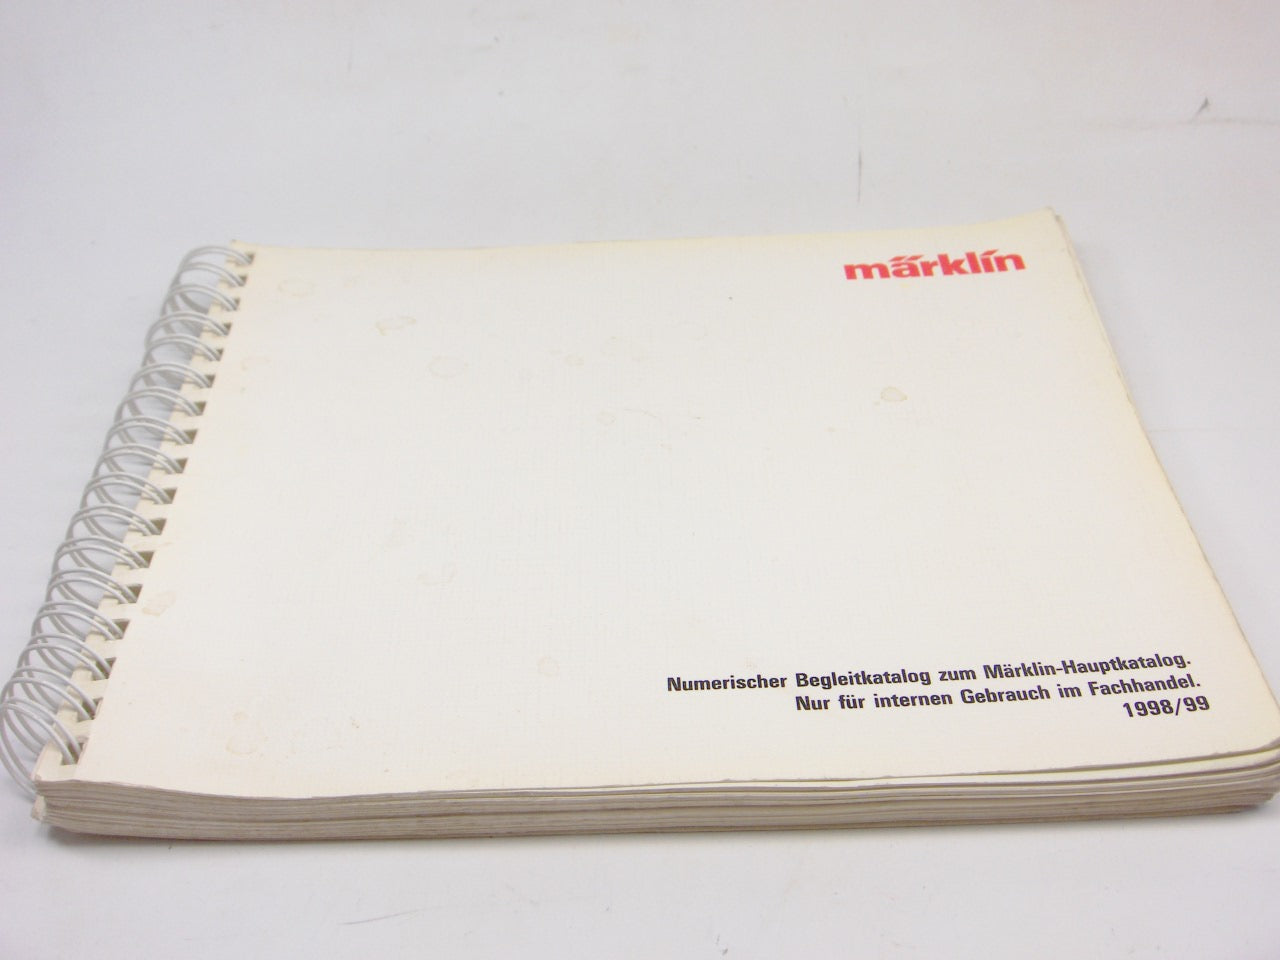 märklin
Numerischer Begleitkatalog zum Märklin-Hauptkatalog.
Nur für internen Gebrauch im Fachhandel.
1998/99